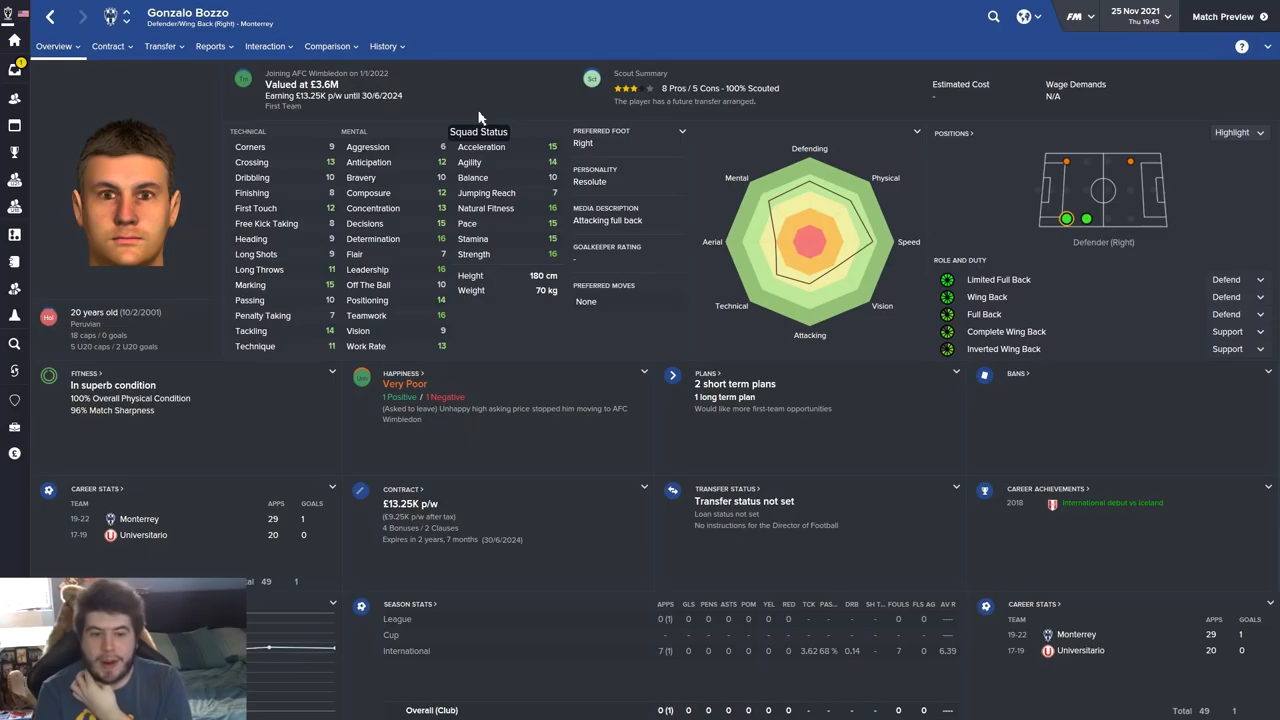 Gonzalo Bozzo
Defender/Wing Back (Right) - Monterrey
FM
25 Nov 2021
Thu 19:45
Match Preview
Overview
Contract
Transfer
Reports
Interaction
Comparison
History
?
1
Trn
Joining AFC Wimbledon on 1/1/2022
Valued at £3.6M
Earning £13.25K p/w until 30/6/2024
First Team
Sct
Scout Summary
8 Pros / 5 Cons - 100% Scouted
The player has a future transfer arranged.
Estimated Cost
-
Wage Demands
N/A
TECHNICAL
Corners 9
Crossing 13
Dribbling 10
Finishing 8
First Touch 12
Free Kick Taking 8
Heading 9
Long Shots 9
Long Throws 11
Marking 15
Passing 10
Penalty Taking 7
Tackling 14
Technique 11
MENTAL
Aggression 6
Anticipation 12
Bravery 10
Composure 12
Concentration 13
Decisions 15
Determination 16
Flair 7
Leadership 16
Off The Ball 10
Positioning 14
Teamwork 16
Vision 9
Work Rate 13
Squad Status
Acceleration 15
Agility 14
Balance 10
Jumping Reach 7
Natural Fitness 16
Pace 15
Stamina 15
Strength 16
Height 180 cm
Weight 70 kg
PREFERRED FOOT
Right
PERSONALITY
Resolute
MEDIA DESCRIPTION
Attacking full back
GOALKEEPER RATING
-
PREFERRED MOVES
None
Defending
Physical
Speed
Vision
Attacking
Technical
Aerial
Mental
POSITIONS
Highlight
Defender (Right)
ROLE AND DUTY
Limited Full Back Defend
Wing Back Defend
Full Back Defend
Complete Wing Back Support
Inverted Wing Back Support
Hol
20 years old (10/2/2001)
Peruvian
18 caps / 0 goals
5 U20 caps / 2 U20 goals
FITNESS
In superb condition
100% Overall Physical Condition
96% Match Sharpness
Unh
HAPPINESS
Very Poor
1 Positive / 1 Negative
(Asked to leave) Unhappy high asking price stopped him moving to AFC
Wimbledon
PLANS
2 short term plans
1 long term plan
Would like more first-team opportunities
BANS
CAREER STATS
TEAM APPS GOALS
19-22 Monterrey 29 1
17-19 Universitario 20 0
al 49 1
CONTRACT
£13.25K p/w
(£9.25K p/w after tax)
4 Bonuses / 2 Clauses
Expires in 2 years, 7 months (30/6/2024)
TRANSFER STATUS
Transfer status not set
Loan status not set
No instructions for the Director of Football
CAREER ACHIEVEMENTS
2018 International debut vs Iceland
SEASON STATS APPS GLS PENS ASTS POM YEL RED TCK PAS... DRB SH T... FOULS FLS AG AV R
League 0 (1) 0 0 0 0 0 0 - - - - 0 0 ----
Cup - - - - - - - - - - - - - ----
International 7 (1) 0 0 0 0 0 0 3.62 68 % 0.14 - 7 0 6.39
Overall (Club) 0 (1) 0 0 0 0 0 0 - - - - 0 0 ----
CAREER STATS
TEAM APPS GOALS
19-22 Monterrey 29 1
17-19 Universitario 20 0
Total 49 1